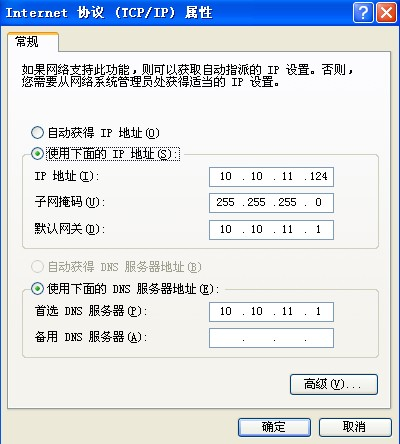 Internet 协议 (TCP/IP) 属性
常规
如果网络支持此功能，则可以获取自动指派的 IP 设置。否则，
您需要从网络系统管理员处获得适当的 IP 设置。
自动获得 IP 地址(O)
使用下面的 IP 地址(S):
IP 地址(I): 10 . 10 . 11 . 124
子网掩码(U): 255 . 255 . 255 . 0
默认网关(D): 10 . 10 . 11 . 1
自动获得 DNS 服务器地址(B)
使用下面的 DNS 服务器地址(E):
首选 DNS 服务器(P): 10 . 10 . 11 . 1
备用 DNS 服务器(A): . . .
高级(V)...
确定 取消